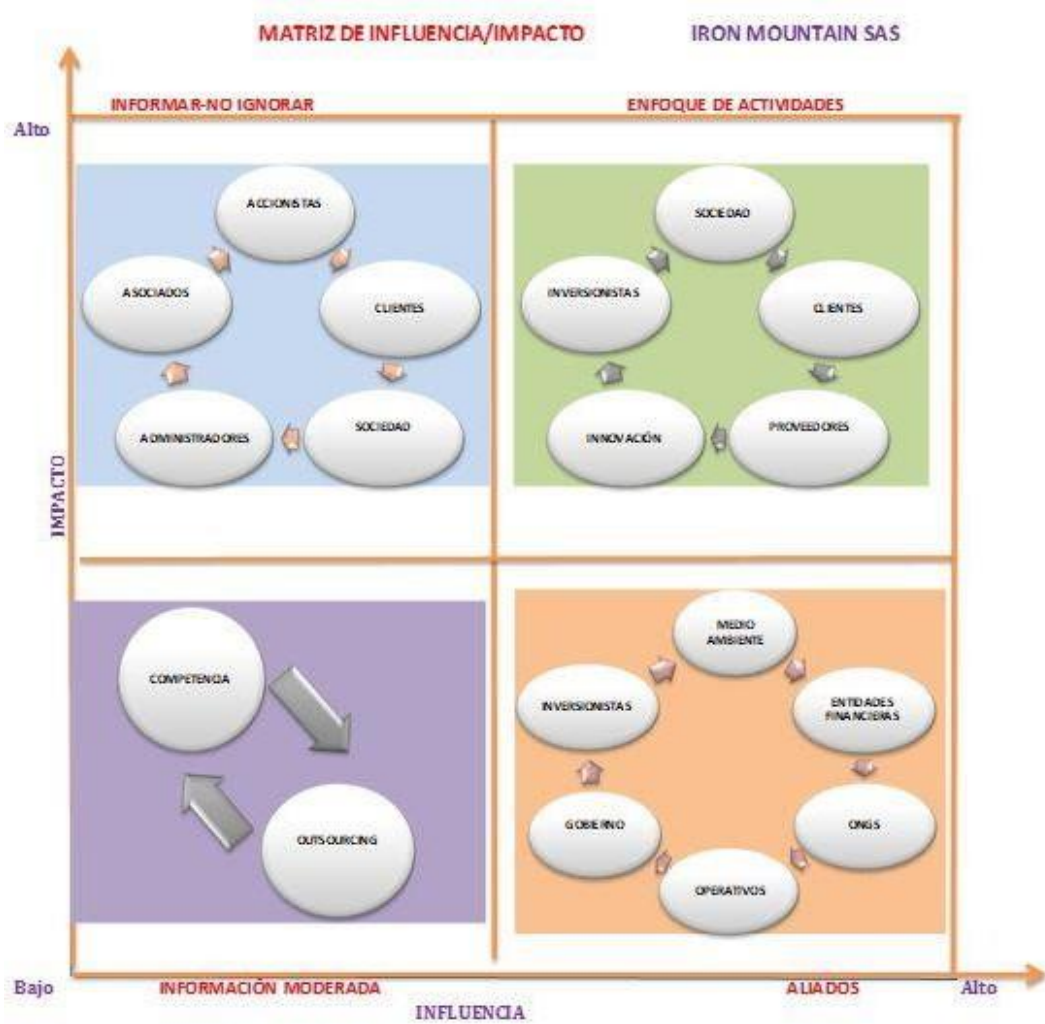 MATRIZ DE INFLUENCIA/IMPACTO
IRON MOUNTAIN SAS
INFORMAR-NO IGNORAR
ENFOQUE DE ACTIVIDADES
Alto
ACCIONISTAS
ASOCIADOS
CLIENTES
ADMINISTRADORES
SOCIEDAD
SOCIEDAD
INVERSIONISTAS
CLIENTES
INNOVACIÓN
PROVEEDORES
IMPACTO
COMPETENCIA
OUTSOURCING
MEDIO
AMBIENTE
INVERSIONISTAS
ENTIDADES
FINANCIERAS
GOBIERNO
ONGS
OPERATIVOS
Bajo
INFORMACIÓN MODERADA
ALIADOS
Alto
INFLUENCIA